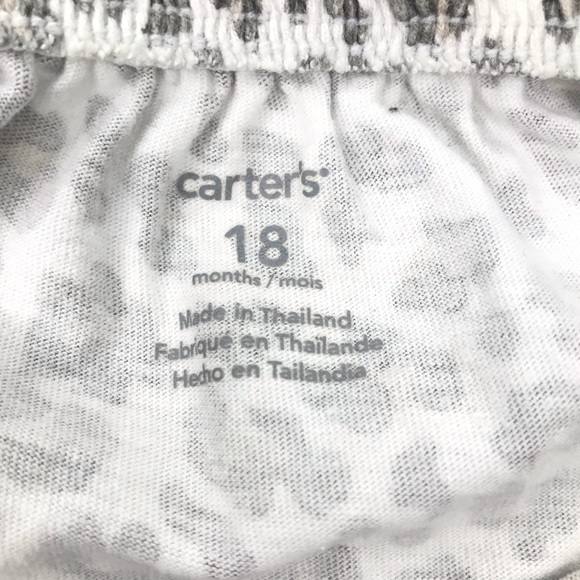 carter's®
18
months / mois
Made in Thailand
Fabriqué en Thaïlande
Hecho en Tailandia